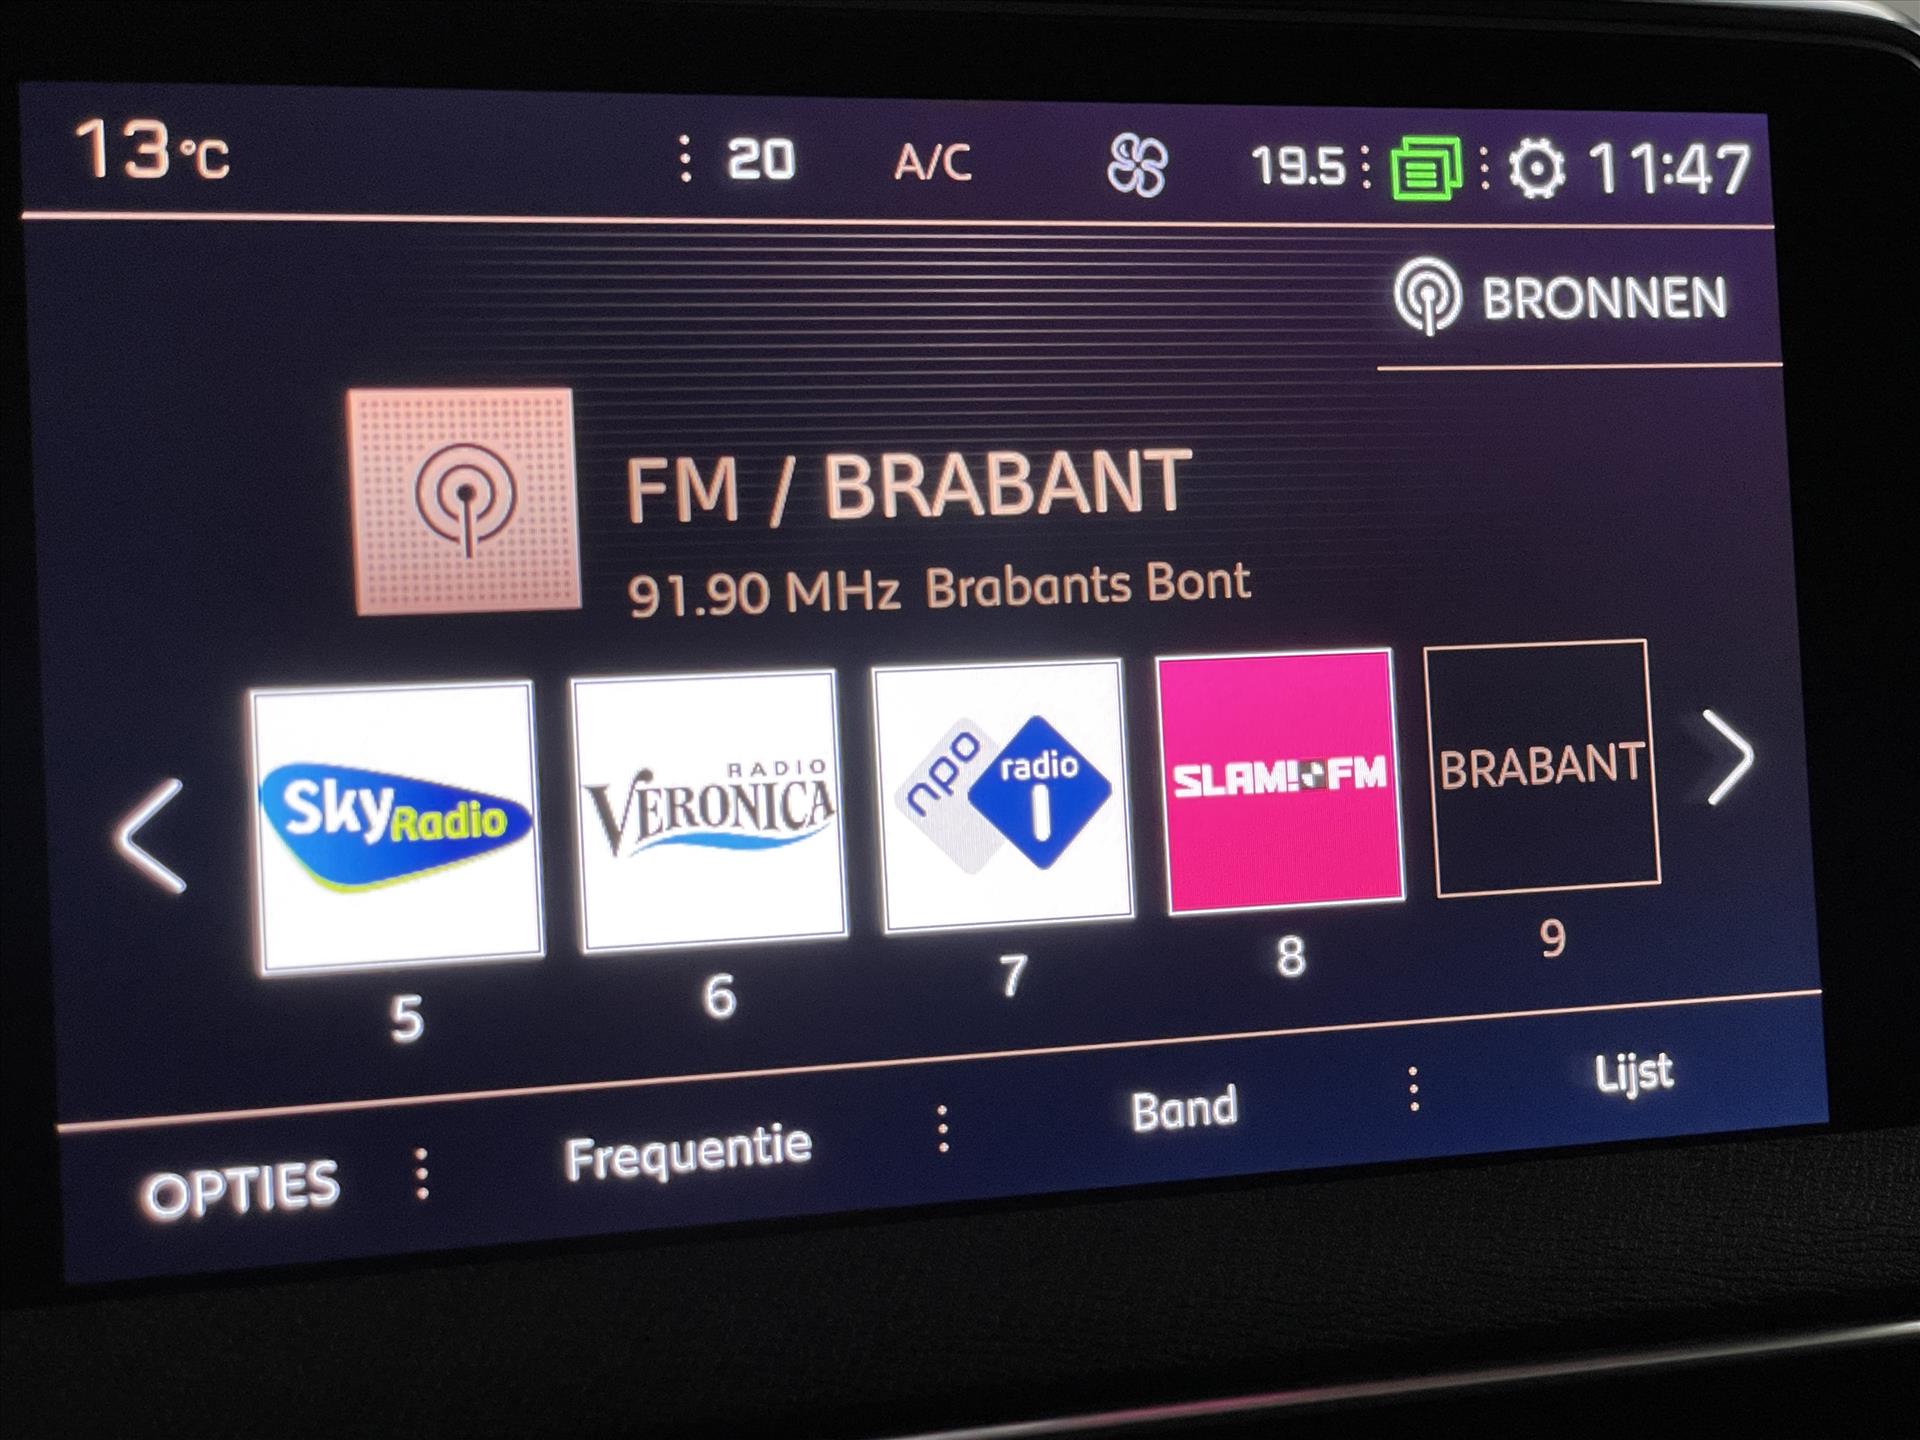 13°C 20 A/C 19.5 11:47
BRONNEN
FM / BRABANT
91.90 MHz Brabants Bont
Sky Radio
RADIO
VERONICA
npo radio 1
SLAM! FM
BRABANT
5 6 7 8 9
OPTIES Frequentie Band Lijst